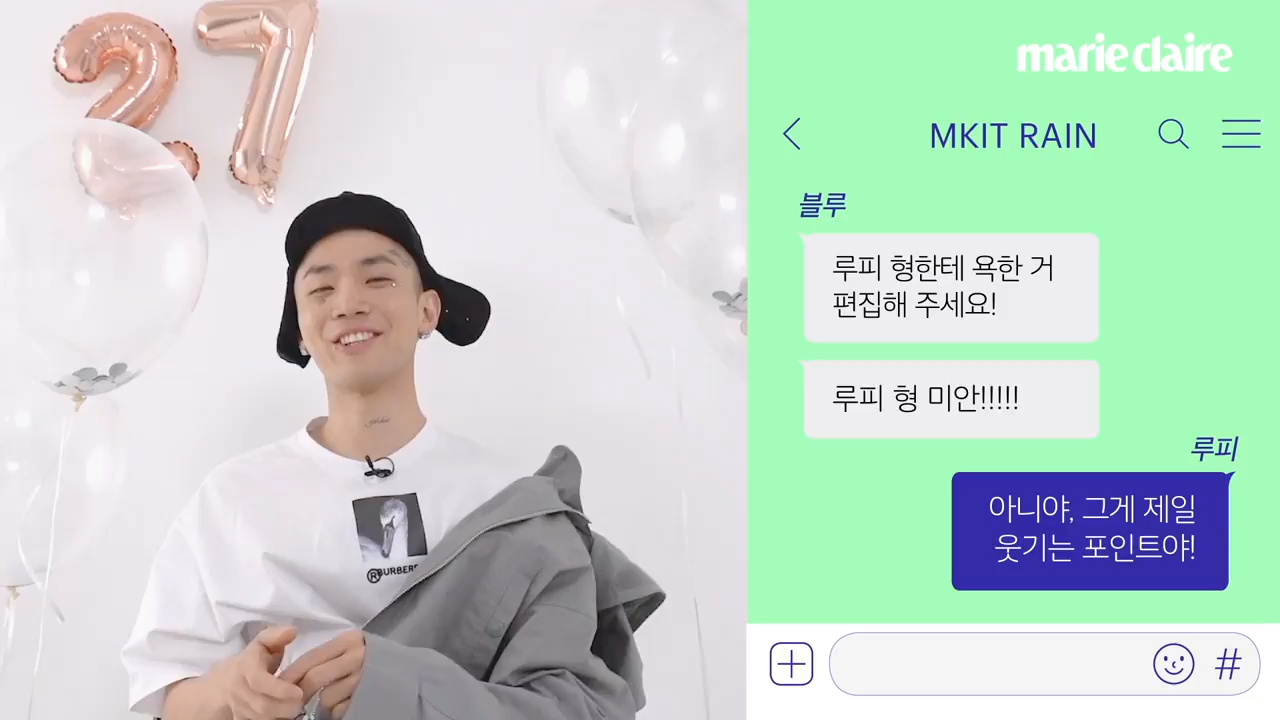 27
marie claire
MKIT RAIN
블루
루피 형한테 욕한 거
편집해 주세요!
루피 형 미안!!!!!
루피
아니야, 그게 제일
웃기는 포인트야!
#